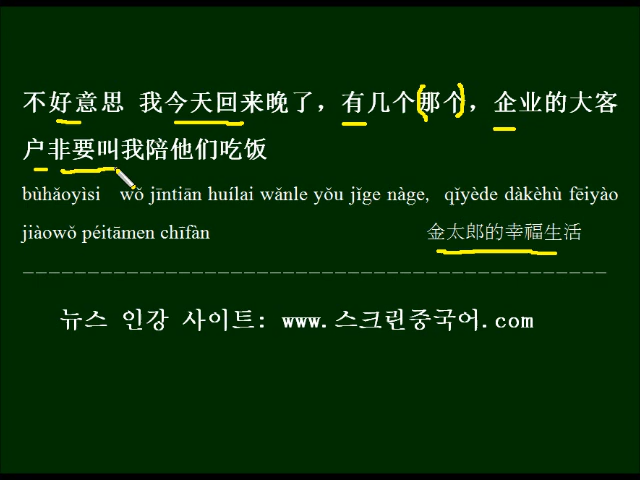 不好意思 我今天回来晚了，有几个那个，企业的大客
户非要叫我陪他们吃饭
bùhǎoyìsi wǒ jīntiān huílai wǎnle yǒu jǐge nàge, qǐyède dàkèhù fēiyào
jiàowǒ péitāmen chīfàn 金太郎的幸福生活
뉴스 인강 사이트: www.스크린중국어.com